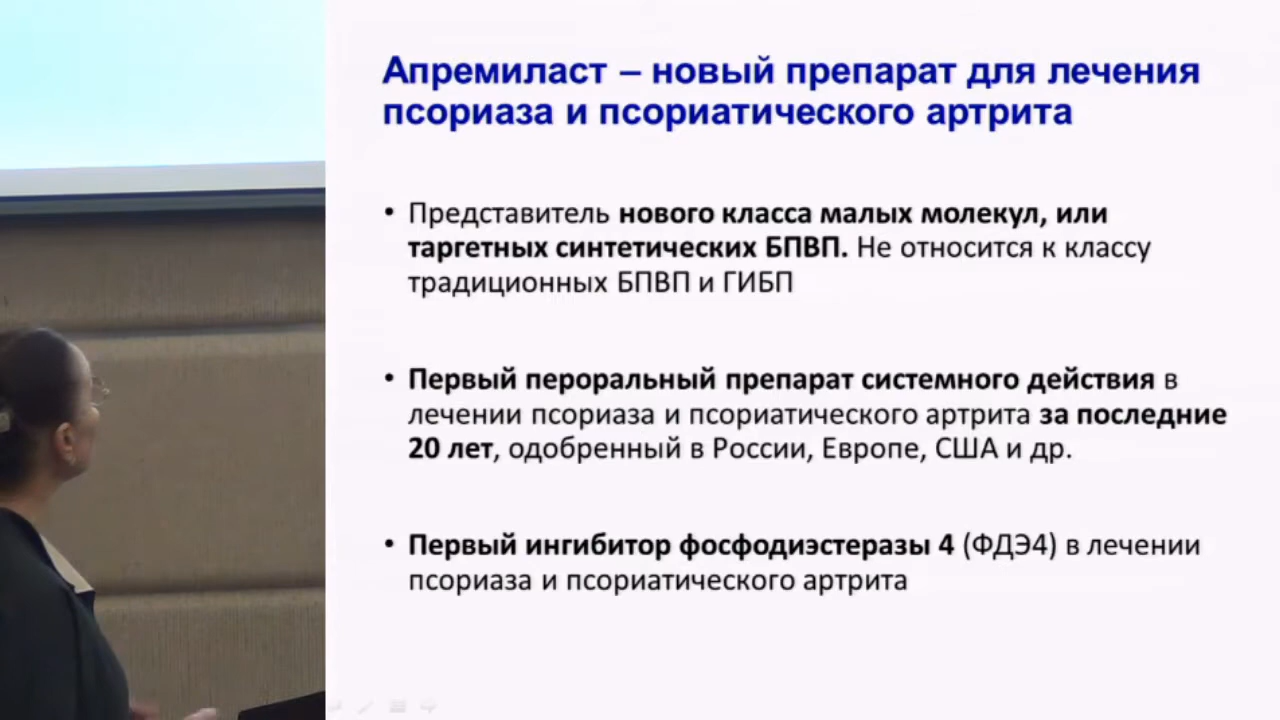 Апремиласт – новый препарат для лечения
псориаза и псориатического артрита
• Представитель нового класса малых молекул, или
таргетных синтетических БПВП. Не относится к классу
традиционных БПВП и ГИБП
• Первый пероральный препарат системного действия в
лечении псориаза и псориатического артрита за последние
20 лет, одобренный в России, Европе, США и др.
• Первый ингибитор фосфодиэстеразы 4 (ФДЭ4) в лечении
псориаза и псориатического артрита